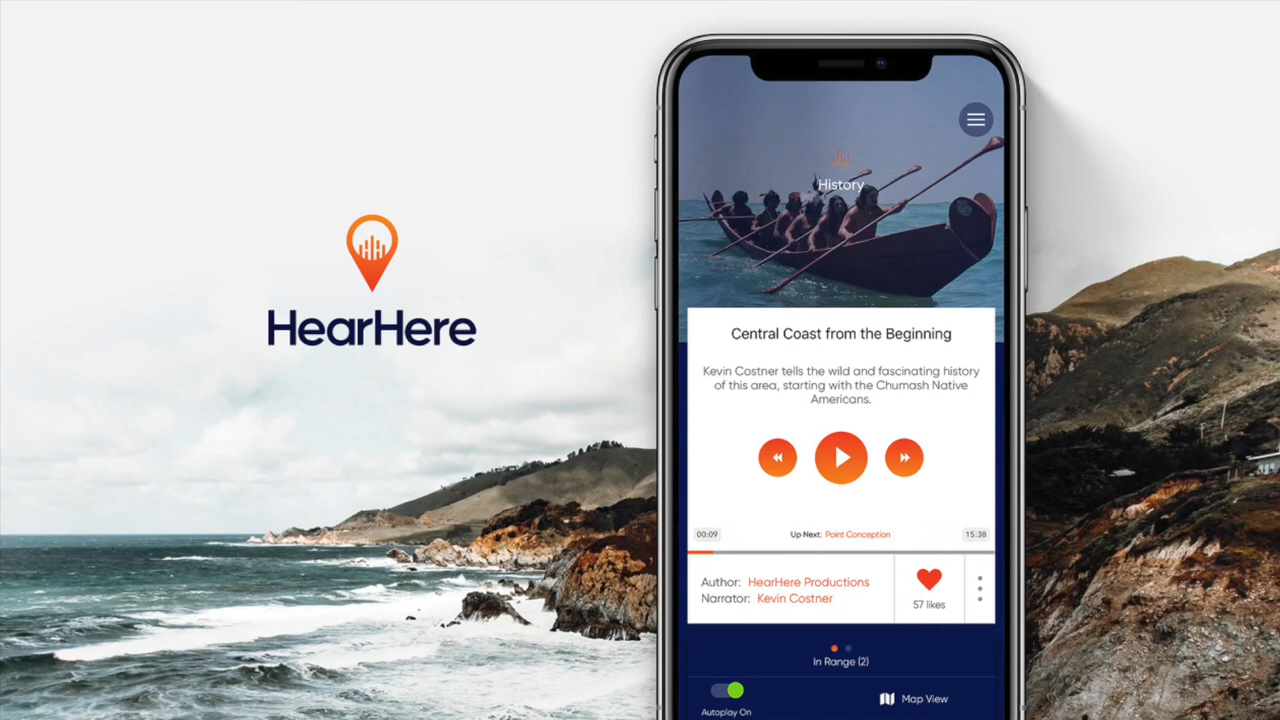 HearHere
History
Central Coast from the Beginning
Kevin Costner tells the wild and fascinating history
of this area, starting with the Chumash Native
Americans.
00:09
Up Next: Point Conception
15:38
Author: HearHere Productions
Narrator: Kevin Costner
57 likes
In Range (2)
Autoplay On
Map View